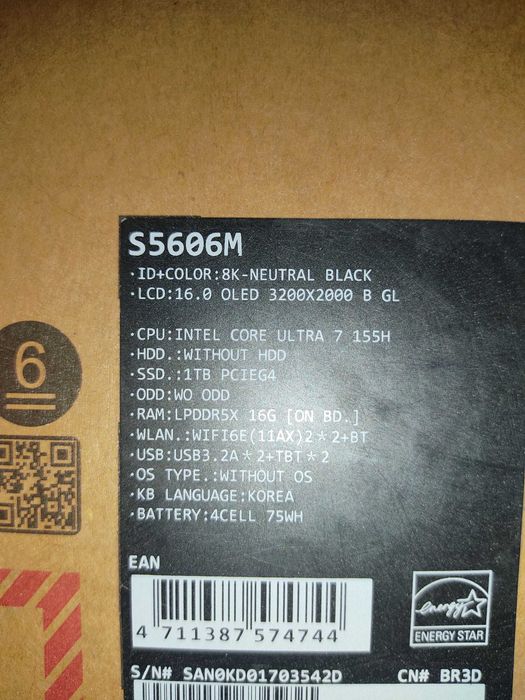 S5606M
·ID+COLOR:8K-NEUTRAL BLACK
·LCD:16.0 OLED 3200X2000 B GL
·CPU:INTEL CORE ULTRA 7 155H
·HDD.:WITHOUT HDD
·SSD.:1TB PCIEG4
·ODD:WO ODD
·RAM:LPDDR5X 16G [ON BD.]
·WLAN.:WIFI6E(11AX)2*2+BT
·USB:USB3.2A*2+TBT*2
·OS TYPE.:WITHOUT OS
·KB LANGUAGE:KOREA
·BATTERY:4CELL 75WH
6
EAN
4 711387 574744
energy
ENERGY STAR
S/N# SAN0KD01703542D
CN# BR3D